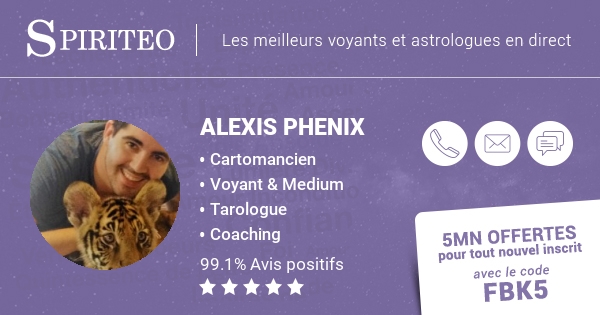 SPIRITEO
Les meilleurs voyants et astrologues en direct
ALEXIS PHENIX
• Cartomancien
• Voyant & Medium
• Tarologue
• Coaching
99.1% Avis positifs
5MN OFFERTES
pour tout nouvel inscrit
avec le code
FBK5